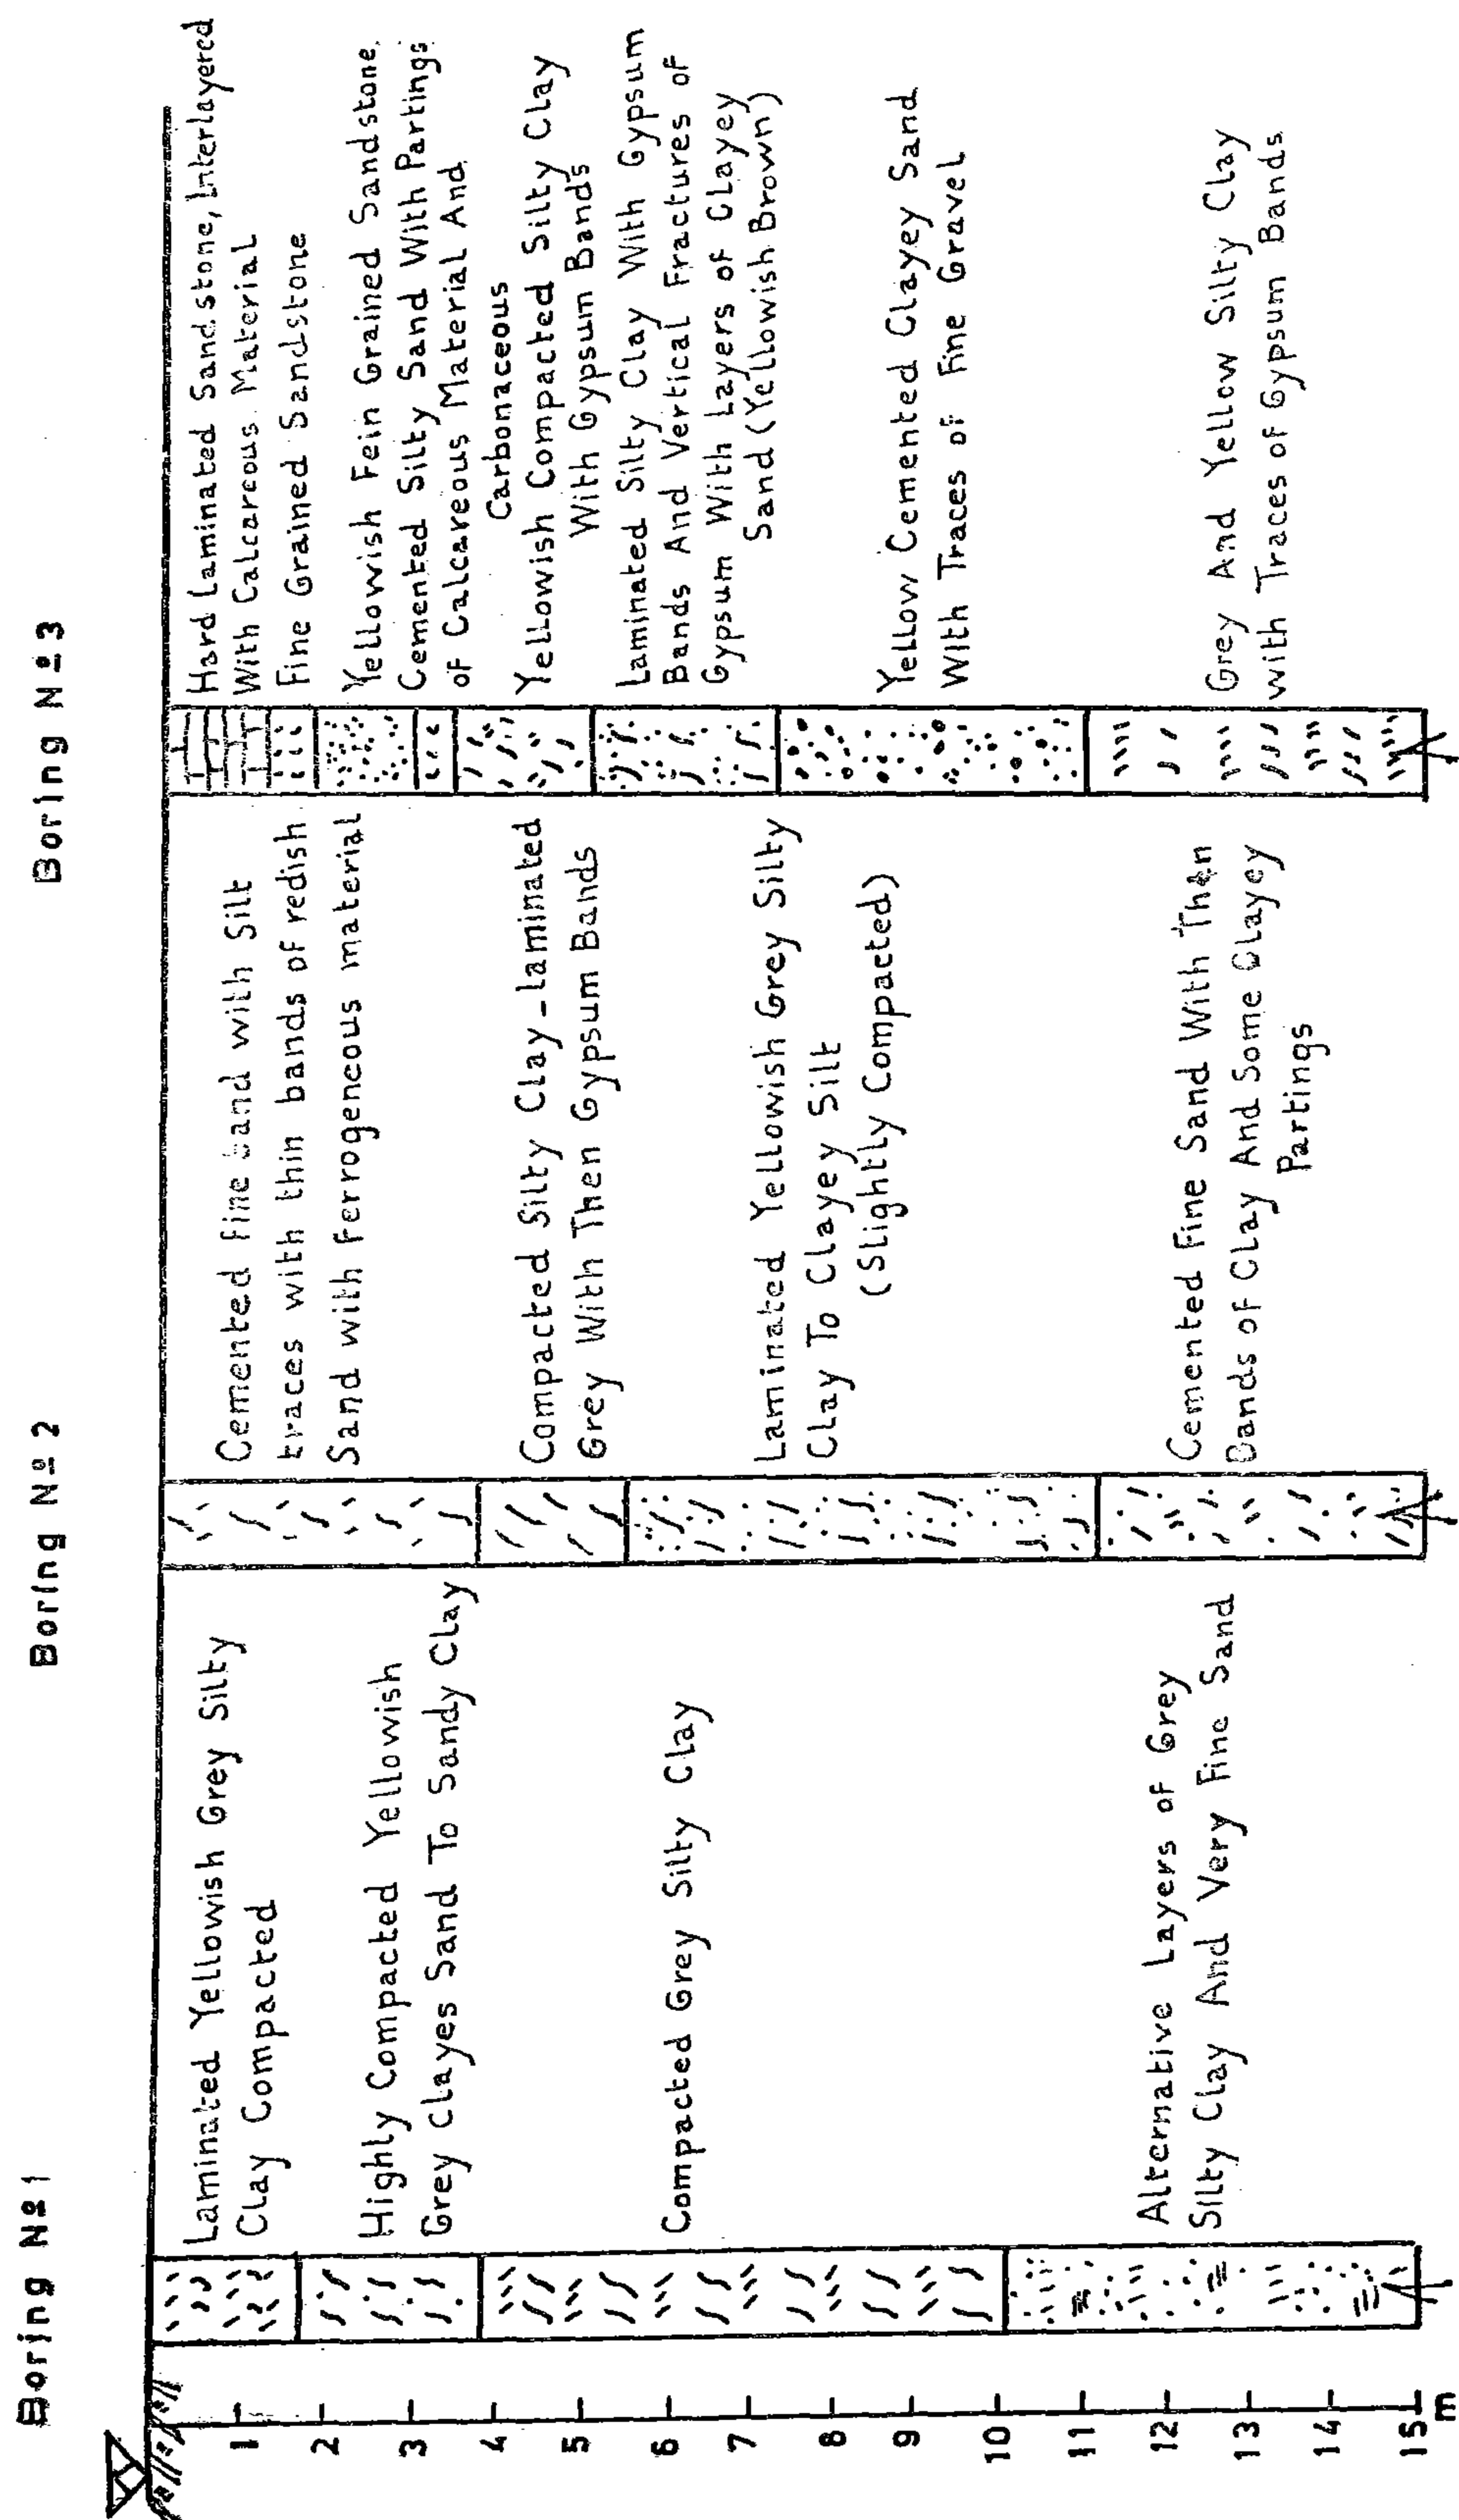 Boring Nº1
Laminated Yellowish Grey Silty
Clay Compacted
Highly Compacted Yellowish
Grey Clayes Sand To Sandy Clay
Compacted Grey Silty Clay
Alternative Layers of Grey
Silty Clay And Very Fine Sand
1
2
3
4
5
6
7
8
9
10
11
12
13
14
15
m
Boring Nº 2
Cemented Fine Sand with Silt
traces with thin bands of redish
Sand with Ferrogeneous material
Compacted Silty Clay-laminated
Grey With Then Gypsum Bands
Laminated Yellowish Grey Silty
Clay To Clayey Silt
(Slightly Compacted)
Cemented Fine Sand With Then
Bands of Clay And Some Clayey
Partings
Boring Nº 3
Hard Laminated Sandstone, Interlayered
With Calcareous Material
Fine Grained Sandstone
Yellowish Fein Grained Sandstone
Cemented Silty Sand With Partings
of Calcareous Material And
Carbonaceous
Yellowish Compacted Silty Clay
With Gypsum Bands
Laminated Silty Clay With Gypsum
Bands And Vertical Fractures of
Gypsum With Layers of Clayey
Sand (Yellowish Brown)
Yellow Cemented Clayey Sand
With Traces of Fine Gravel
Grey And Yellow Silty Clay
with Traces of Gypsum Bands